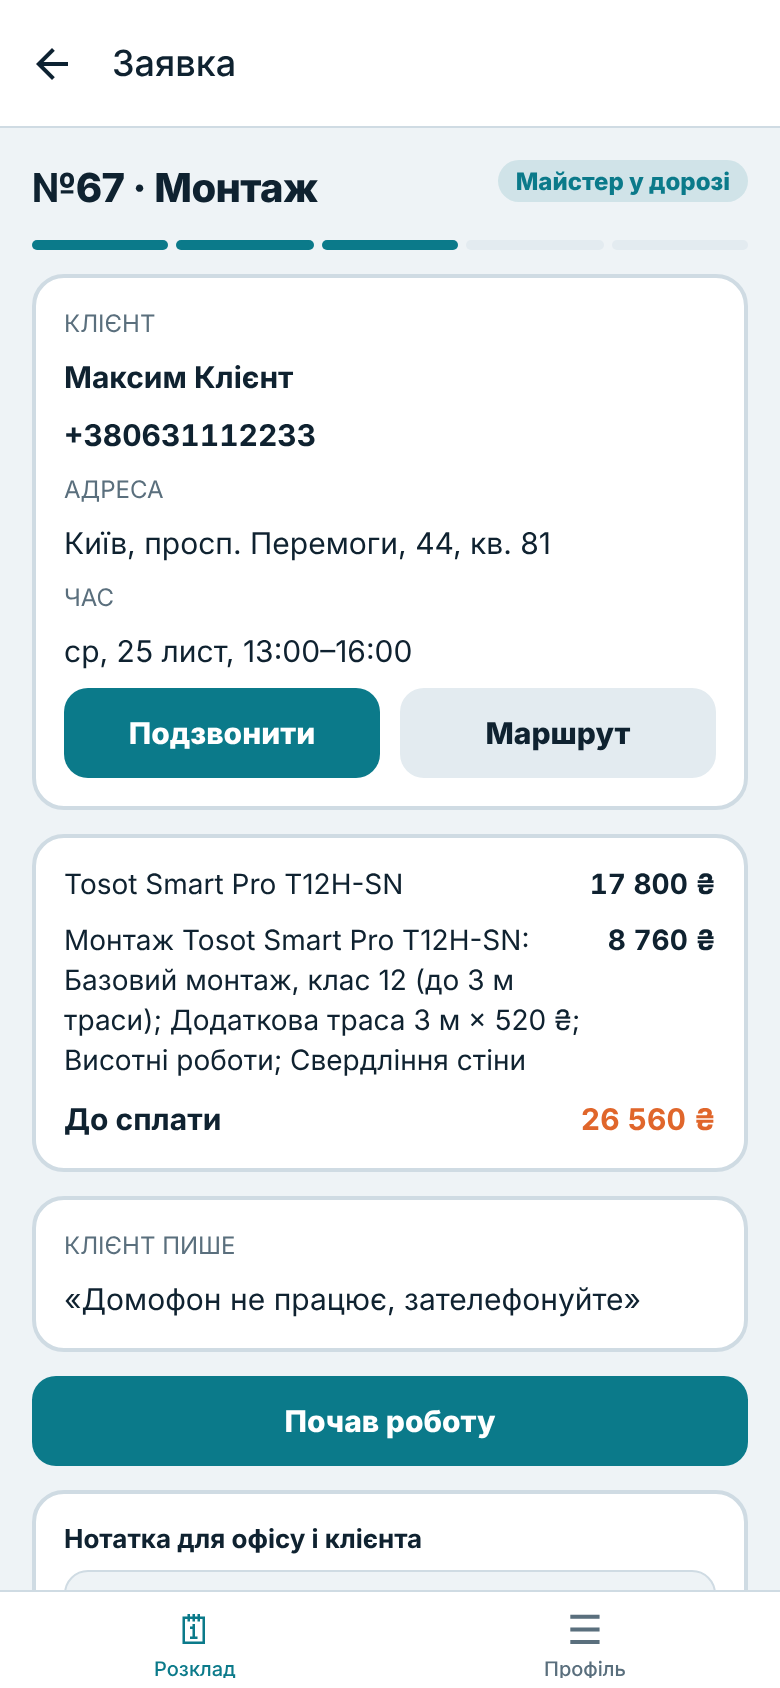 Заявка
№67 · Монтаж
Майстер у дорозі
КЛІЄНТ
Максим Клієнт
+380631112233
АДРЕСА
Київ, просп. Перемоги, 44, кв. 81
ЧАС
ср, 25 лист, 13:00–16:00
Подзвонити
Маршрут
Tosot Smart Pro T12H-SN
17 800 ₴
Монтаж Tosot Smart Pro T12H-SN:
8 760 ₴
Базовий монтаж, клас 12 (до 3 м
траси); Додаткова траса 3 м × 520 ₴;
Висотні роботи; Свердління стіни
До сплати
26 560 ₴
КЛІЄНТ ПИШЕ
«Домофон не працює, зателефонуйте»
Почав роботу
Нотатка для офісу і клієнта
Розклад
Профіль